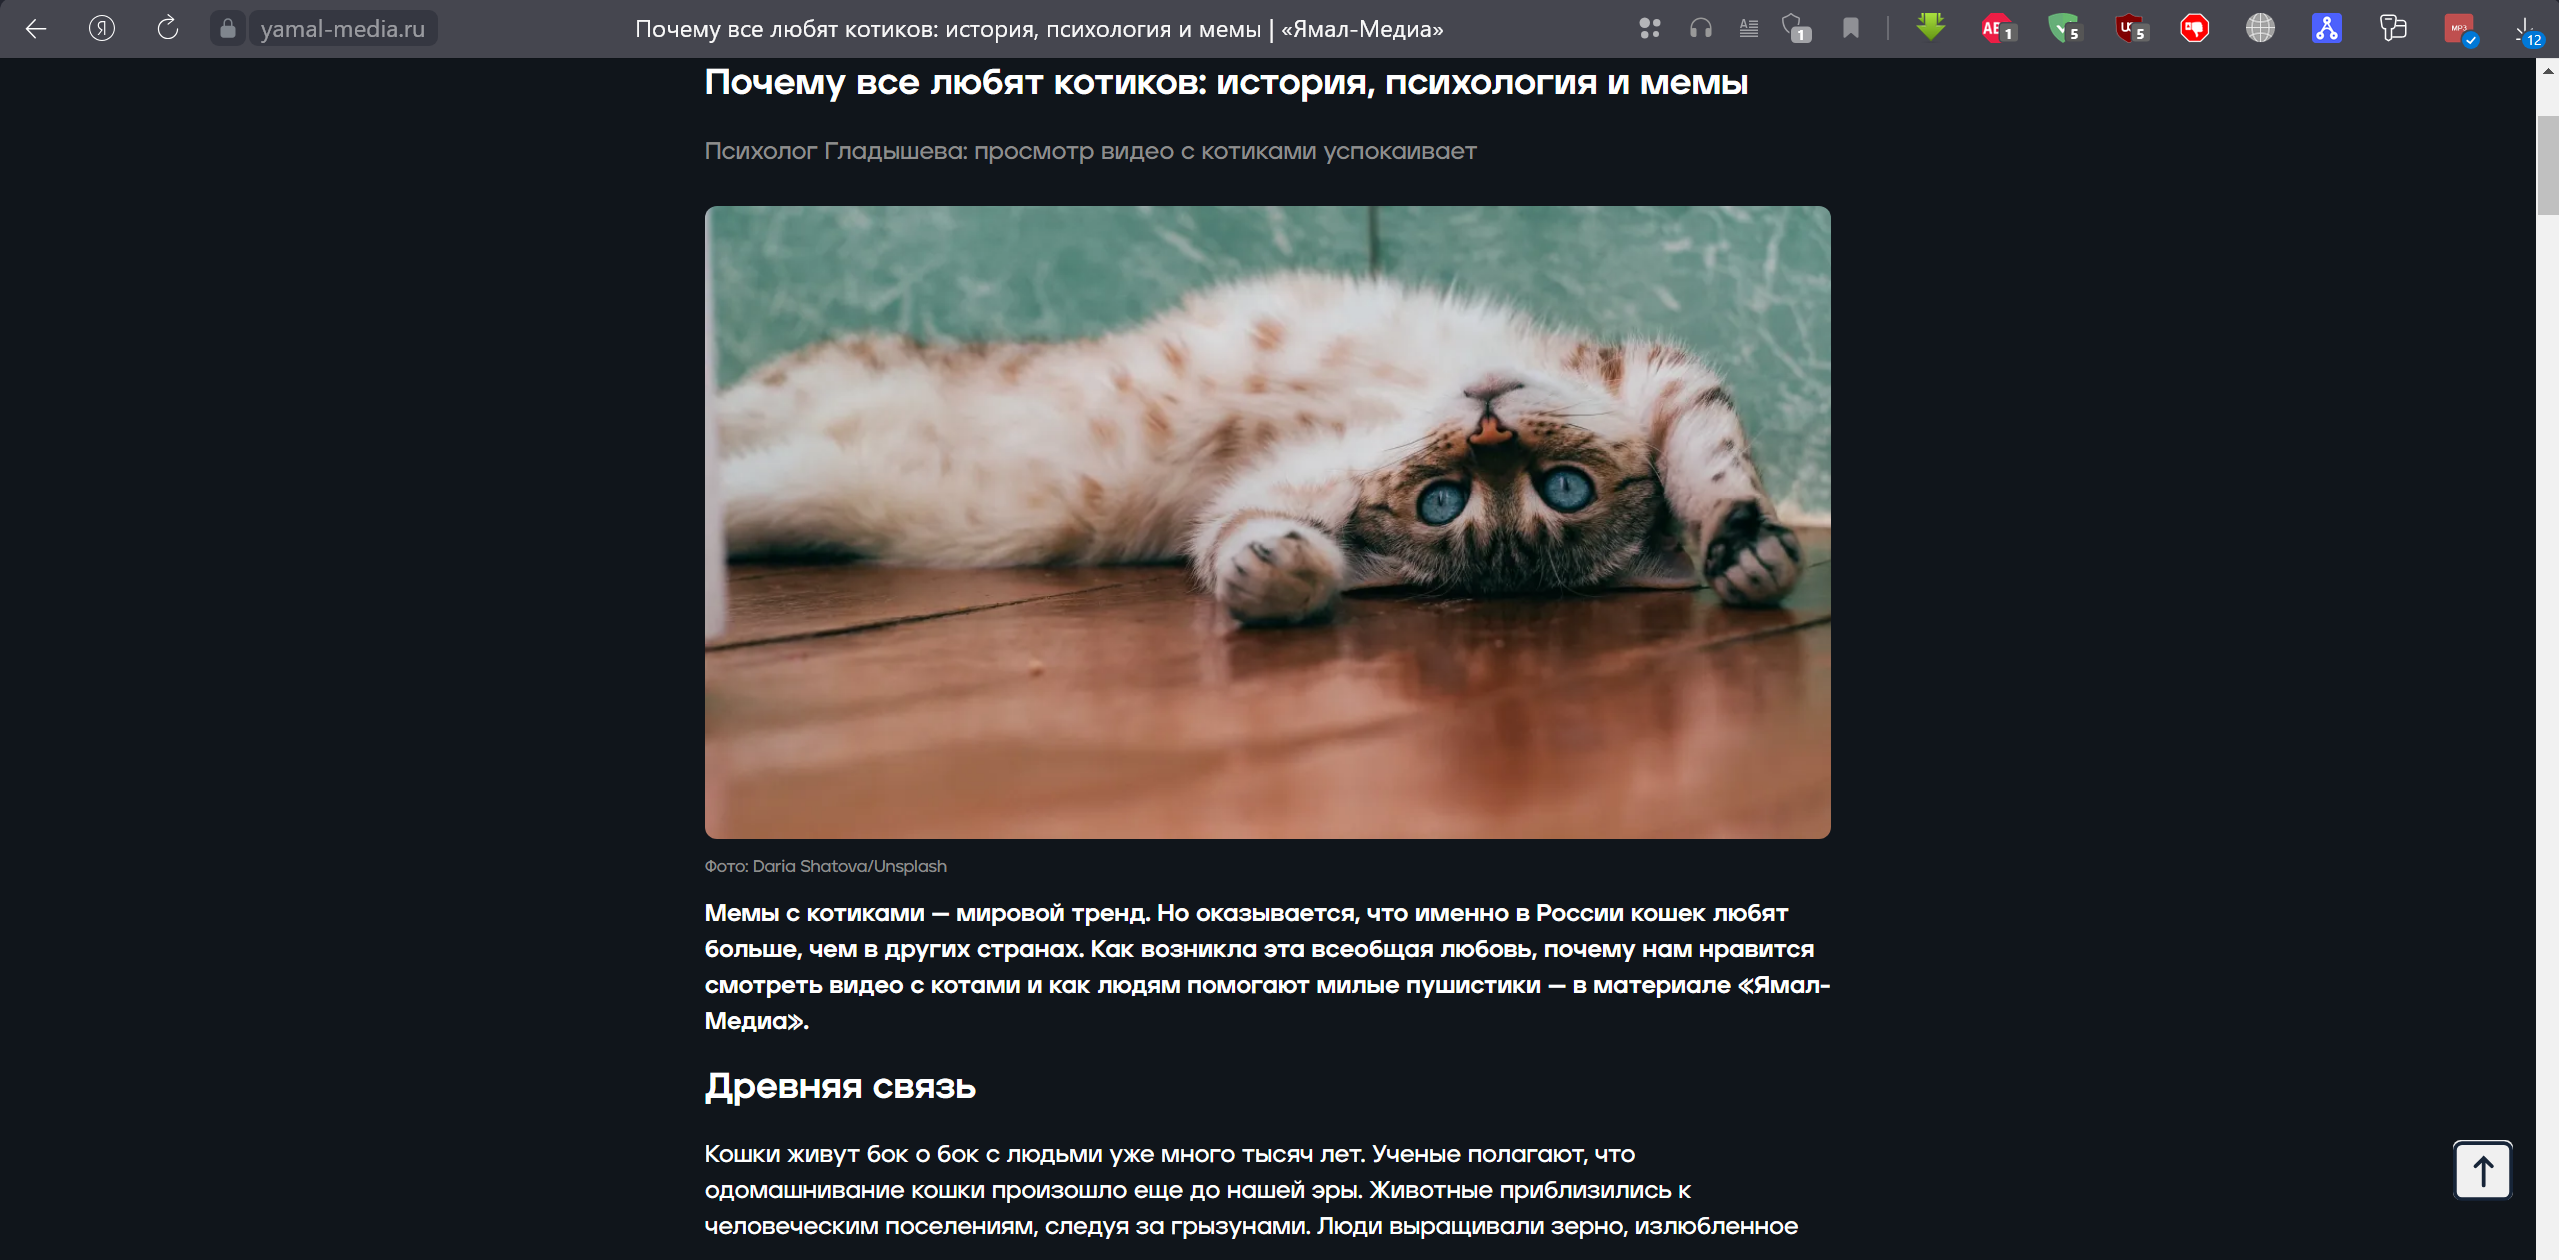 yamal-media.ru
Почему все любят котиков: история, психология и мемы | «Ямал-Медиа»
1
1
5
5
MP3
12
Почему все любят котиков: история, психология и мемы
Психолог Гладышева: просмотр видео с котиками успокаивает
Фото: Daria Shatova/Unsplash
Мемы с котиками — мировой тренд. Но оказывается, что именно в России кошек любят
больше, чем в других странах. Как возникла эта всеобщая любовь, почему нам нравится
смотреть видео с котами и как людям помогают милые пушистики — в материале «Ямал-
Медиа».
Древняя связь
Кошки живут бок о бок с людьми уже много тысяч лет. Ученые полагают, что
одомашнивание кошки произошло еще до нашей эры. Животные приблизились к
человеческим поселениям, следуя за грызунами. Люди выращивали зерно, излюбленное